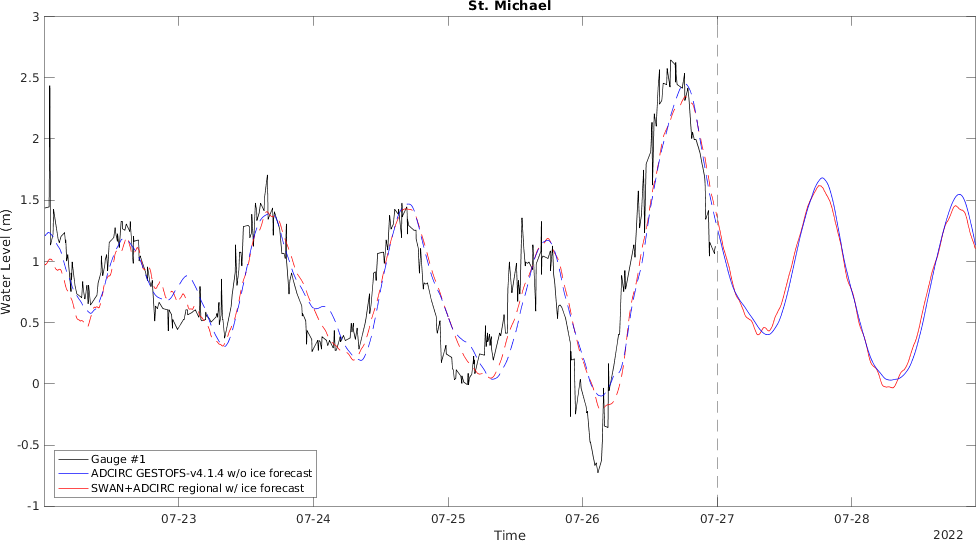 St. Michael
3
2.5
2
1.5
1
0.5
0
-0.5
-1
Water Level (m)
Gauge #1
ADCIRC GESTOFS-v4.1.4 w/o ice forecast
SWAN+ADCIRC regional w/ ice forecast
07-23 07-24 07-25 07-26 07-27 07-28
Time
2022